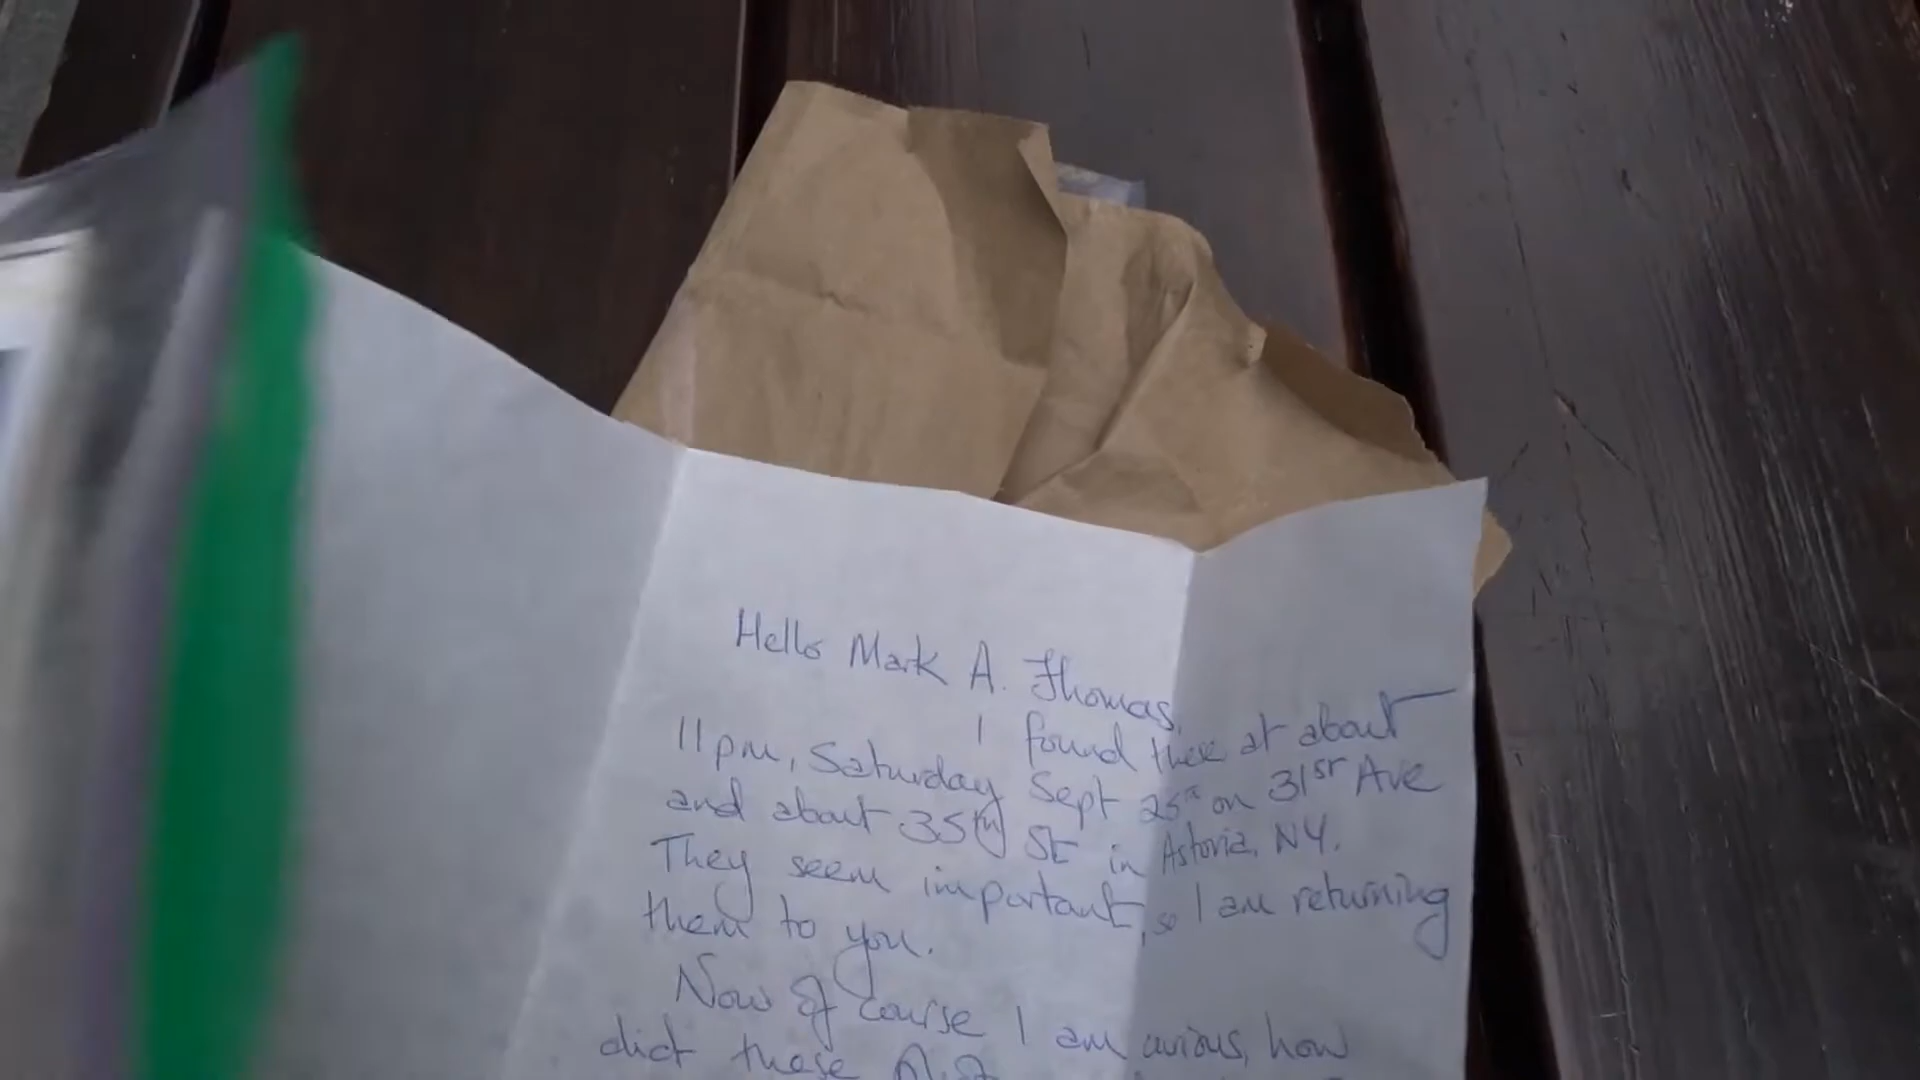 Hello Mark A. Thomas,
I found these at about
11pm, Saturday Sept 25th on 31st Ave
and about 35th St in Astoria, NY.
They seem important, so I am returning
them to you.
Now of course I am curious, how
did these